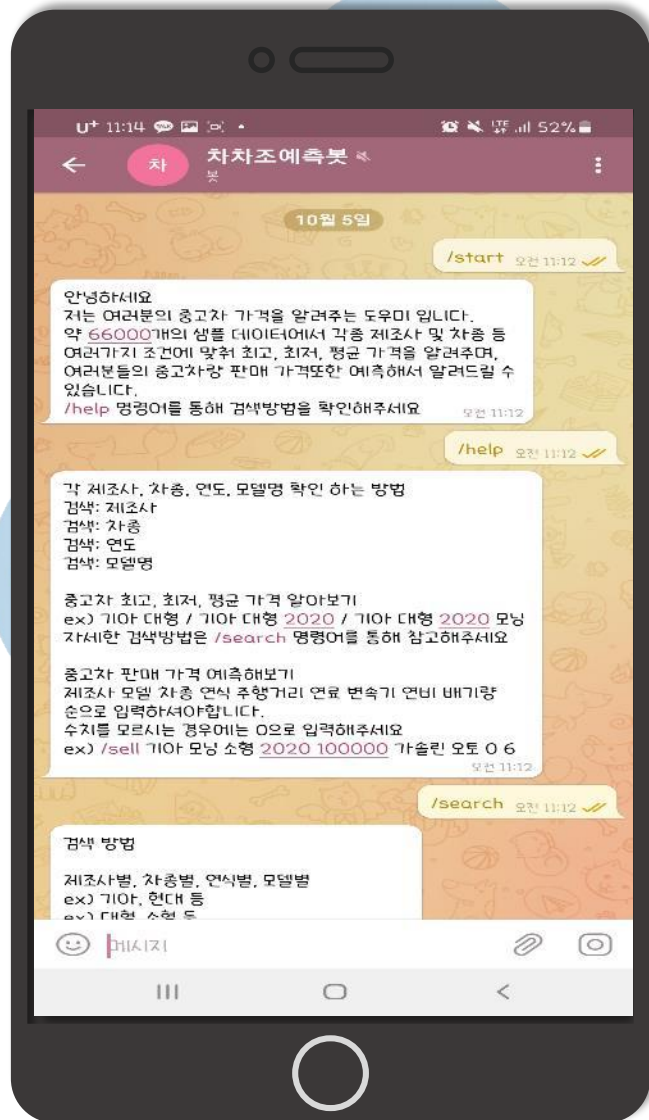 U+ 11:14
LTE 52%
차
차차조예측봇
봇
10월 5일
/start 오전 11:12
안녕하세요
저는 여러분의 중고차 가격을 알려주는 도우미 입니다.
약 66000개의 샘플 데이터에서 각종 제조사 및 차종 등
여러가지 조건에 맞춰 최고, 최저, 평균 가격을 알려주며,
여러분들의 중고차량 판매 가격또한 예측해서 알려드릴 수
있습니다.
/help 명령어를 통해 검색방법을 확인해주세요 오전 11:12
/help 오전 11:12
각 제조사, 차종, 연도, 모델명 확인 하는 방법
검색: 제조사
검색: 차종
검색: 연도
검색: 모델명
중고차 최고, 최저, 평균 가격 알아보기
ex) 기아 대형 / 기아 대형 2020 / 기아 대형 2020 모닝
자세한 검색방법은 /search 명령어를 통해 참고해주세요
중고차 판매 가격 예측해보기
제조사 모델 차종 연식 주행거리 연료 변속기 연비 배기량
순으로 입력하셔야합니다.
수치를 모르시는 경우에는 0으로 입력해주세요
ex) /sell 기아 모닝 소형 2020 100000 가솔린 오토 0 6
오전 11:12
/search 오전 11:12
검색 방법
제조사별, 차종별, 연식별, 모델별
ex) 기아, 현대 등
ex) 대형, 소형 등
메시지